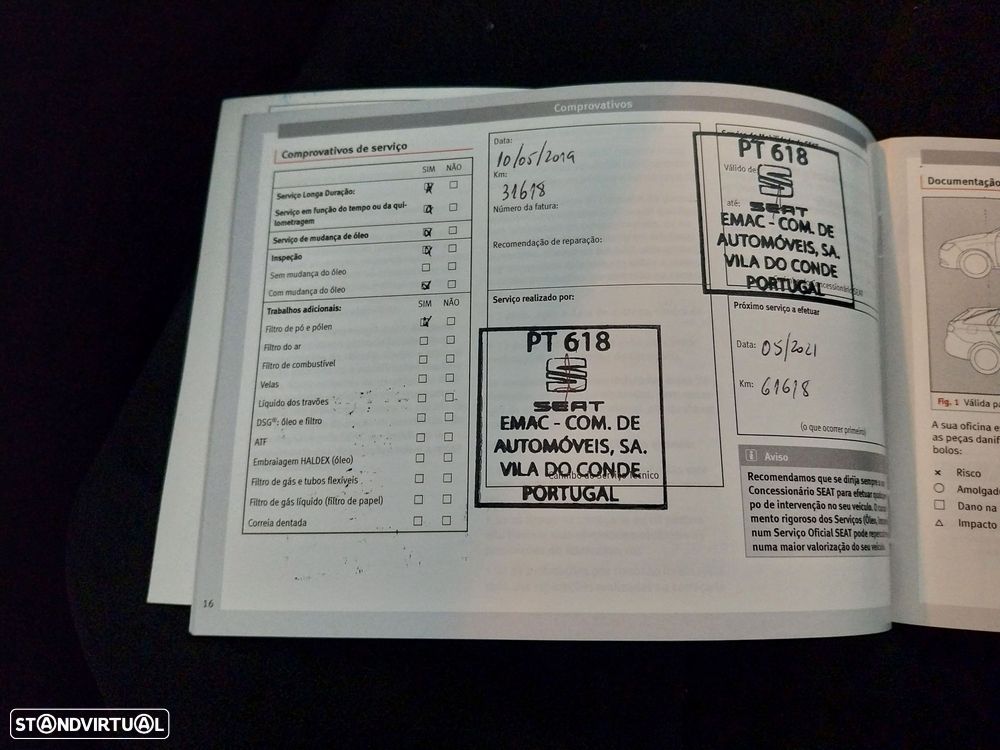 Comprovativos
Comprovativos de serviço
SIM NÃO
Serviço Longa Duração:
Serviço em função do tempo ou da qui-
lometragem
Serviço de mudança de óleo
Inspeção
Sem mudança do óleo
Com mudança do óleo
Trabalhos adicionais: SIM NÃO
Filtro de pó e pólen
Filtro do ar
Filtro de combustível
Velas
Líquido dos travões
DSG®: óleo e filtro
ATF
Embraiagem HALDEX (óleo)
Filtro de gás e tubos flexíveis
Filtro de gás líquido (filtro de papel)
Correia dentada
16
Data:
10/05/2019
Km:
31618
Número da fatura:
Recomendação de reparação:
Serviço realizado por:
PT 618
SEAT
EMAC - COM. DE
AUTOMÓVEIS, SA.
VILA DO CONDE
PORTUGAL
Carimbo do Serviço Técnico
PT 618
Válido de
SEAT
até:
EMAC - COM. DE
AUTOMÓVEIS, SA.
VILA DO CONDE
PORTUGAL
Próximo serviço a efetuar
Data: 05/2021
Km: 61618
(o que ocorrer primeiro)
i Aviso
Recomendamos que se dirija sempre
Concessionário SEAT para efetuar
po de intervenção no seu veículo. O
mento rigoroso dos Serviços (Óleo,
num Serviço Oficial SEAT pode
numa maior valorização do seu veículo
Documentação
Fig. 1 Válida
A sua oficina
as peças
bolos:
× Risco
Dano na
△ Impacto
STANDVIRTUAL